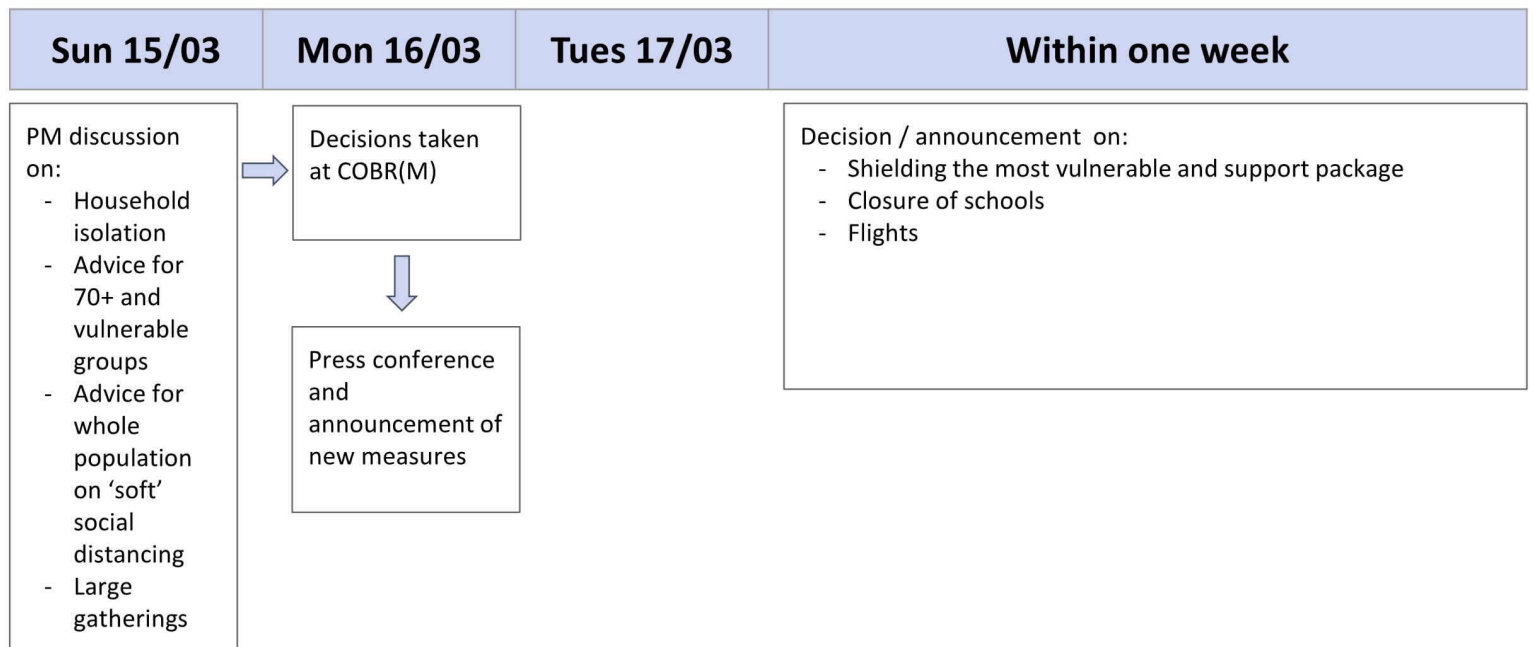 Sun 15/03
Mon 16/03
Tues 17/03
Within one week
PM discussion
on:
- Household
isolation
- Advice for
70+ and
vulnerable
groups
- Advice for
whole
population
on ‘soft’
social
distancing
- Large
gatherings
Decisions taken
at COBR(M)
Press conference
and
announcement of
new measures
Decision / announcement on:
- Shielding the most vulnerable and support package
- Closure of schools
- Flights